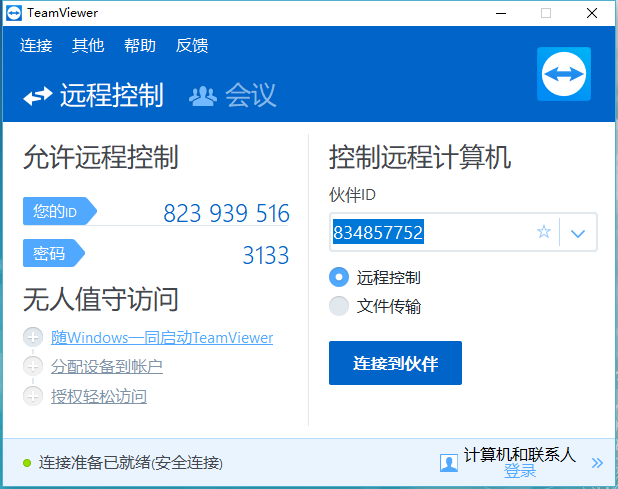 TeamViewer
连接 其他 帮助 反馈
远程控制 会议
允许远程控制
您的ID 823 939 516
密码 3133
无人值守访问
随Windows一同启动TeamViewer
分配设备到帐户
授权轻松访问
控制远程计算机
伙伴ID
834857752
远程控制
文件传输
连接到伙伴
连接准备已就绪(安全连接)
计算机和联系人
登录